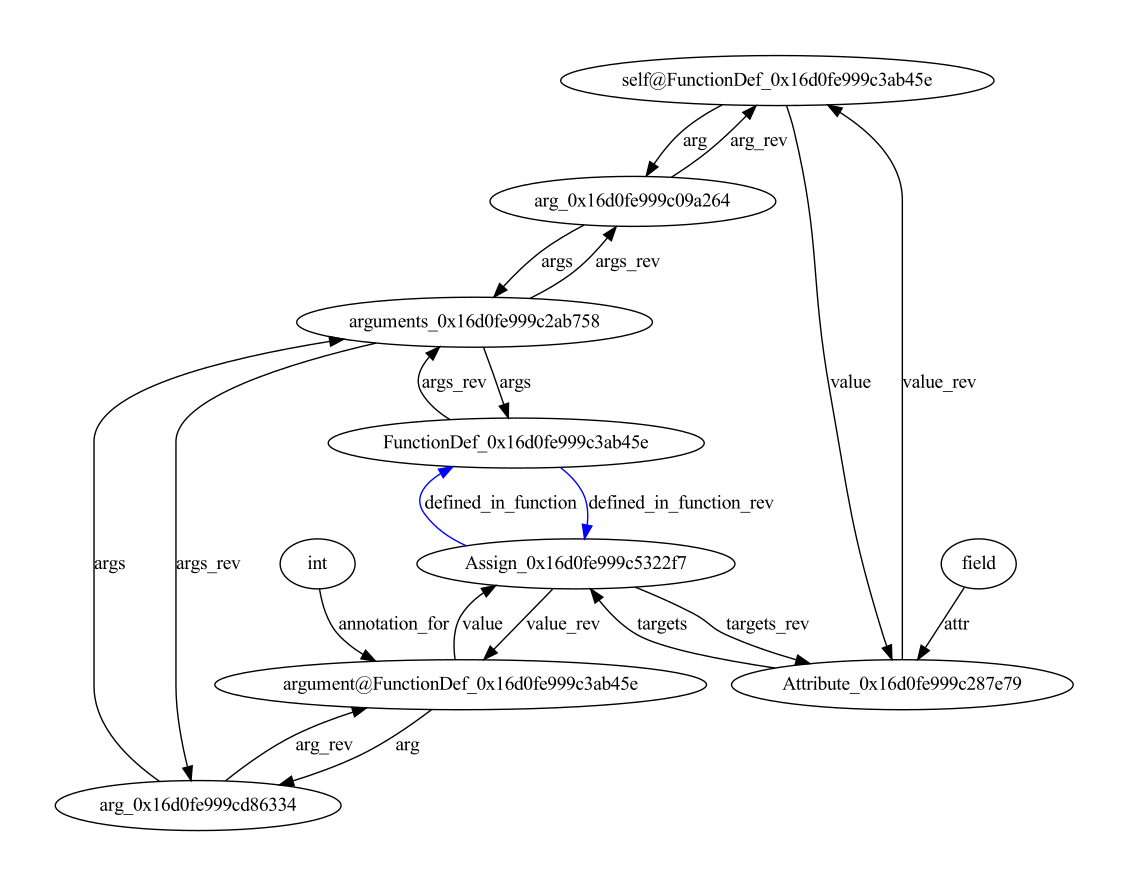 self@FunctionDef_0x16d0fe999c3ab45e
arg
arg_rev
arg_0x16d0fe999c09a264
args
args_rev
arguments_0x16d0fe999c2ab758
args_rev
args
value
value_rev
FunctionDef_0x16d0fe999c3ab45e
defined_in_function
defined_in_function_rev
args
args_rev
int
Assign_0x16d0fe999c5322f7
field
annotation_for
value
value_rev
targets
targets_rev
attr
argument@FunctionDef_0x16d0fe999c3ab45e
Attribute_0x16d0fe999c287e79
arg_rev
arg
arg_0x16d0fe999cd86334